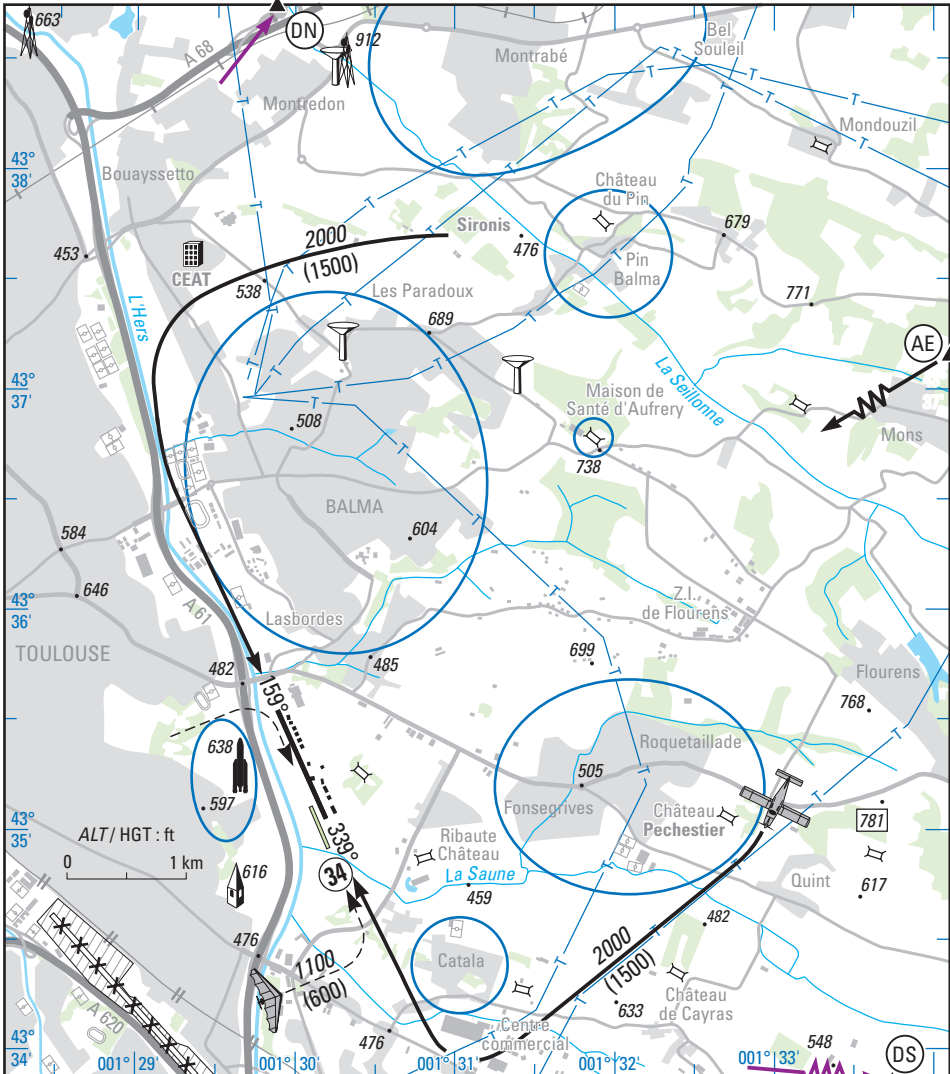 663
A 68
DN
912
Montrabé
Bel
Souleil
T T T T
Montredon
Mondouzil
43°
38'
Bouayssetto
Château
du Pin
2000
(1500)
Sironis
476
679
453
CEAT
538
Pin
Balma
Les Paradoux
771
L'Hers
689
AE
43°
37'
La Seillonne
Maison de
Santé d'Aufrery
508
738
Mons
BALMA
604
584
646
43°
36'
A 61
Lasbordes
Z.I.
de Flourens
TOULOUSE
485
699
482
Flourens
159°
768
638
Roquetaillade
505
597
Fonsegrives
Château
Pechestier
43°
35'
781
ALT / HGT : ft
0 1 km
339°
Ribaute
Château
34
616
La Saune
Quint
459
617
482
476
1100
(600)
Catala
2000
(1500)
Château
de Cayras
633
A 620
476
Centre
commercial
43°
34'
548
DS
001° 29' 001° 30' 001° 31' 001° 32' 001° 33'